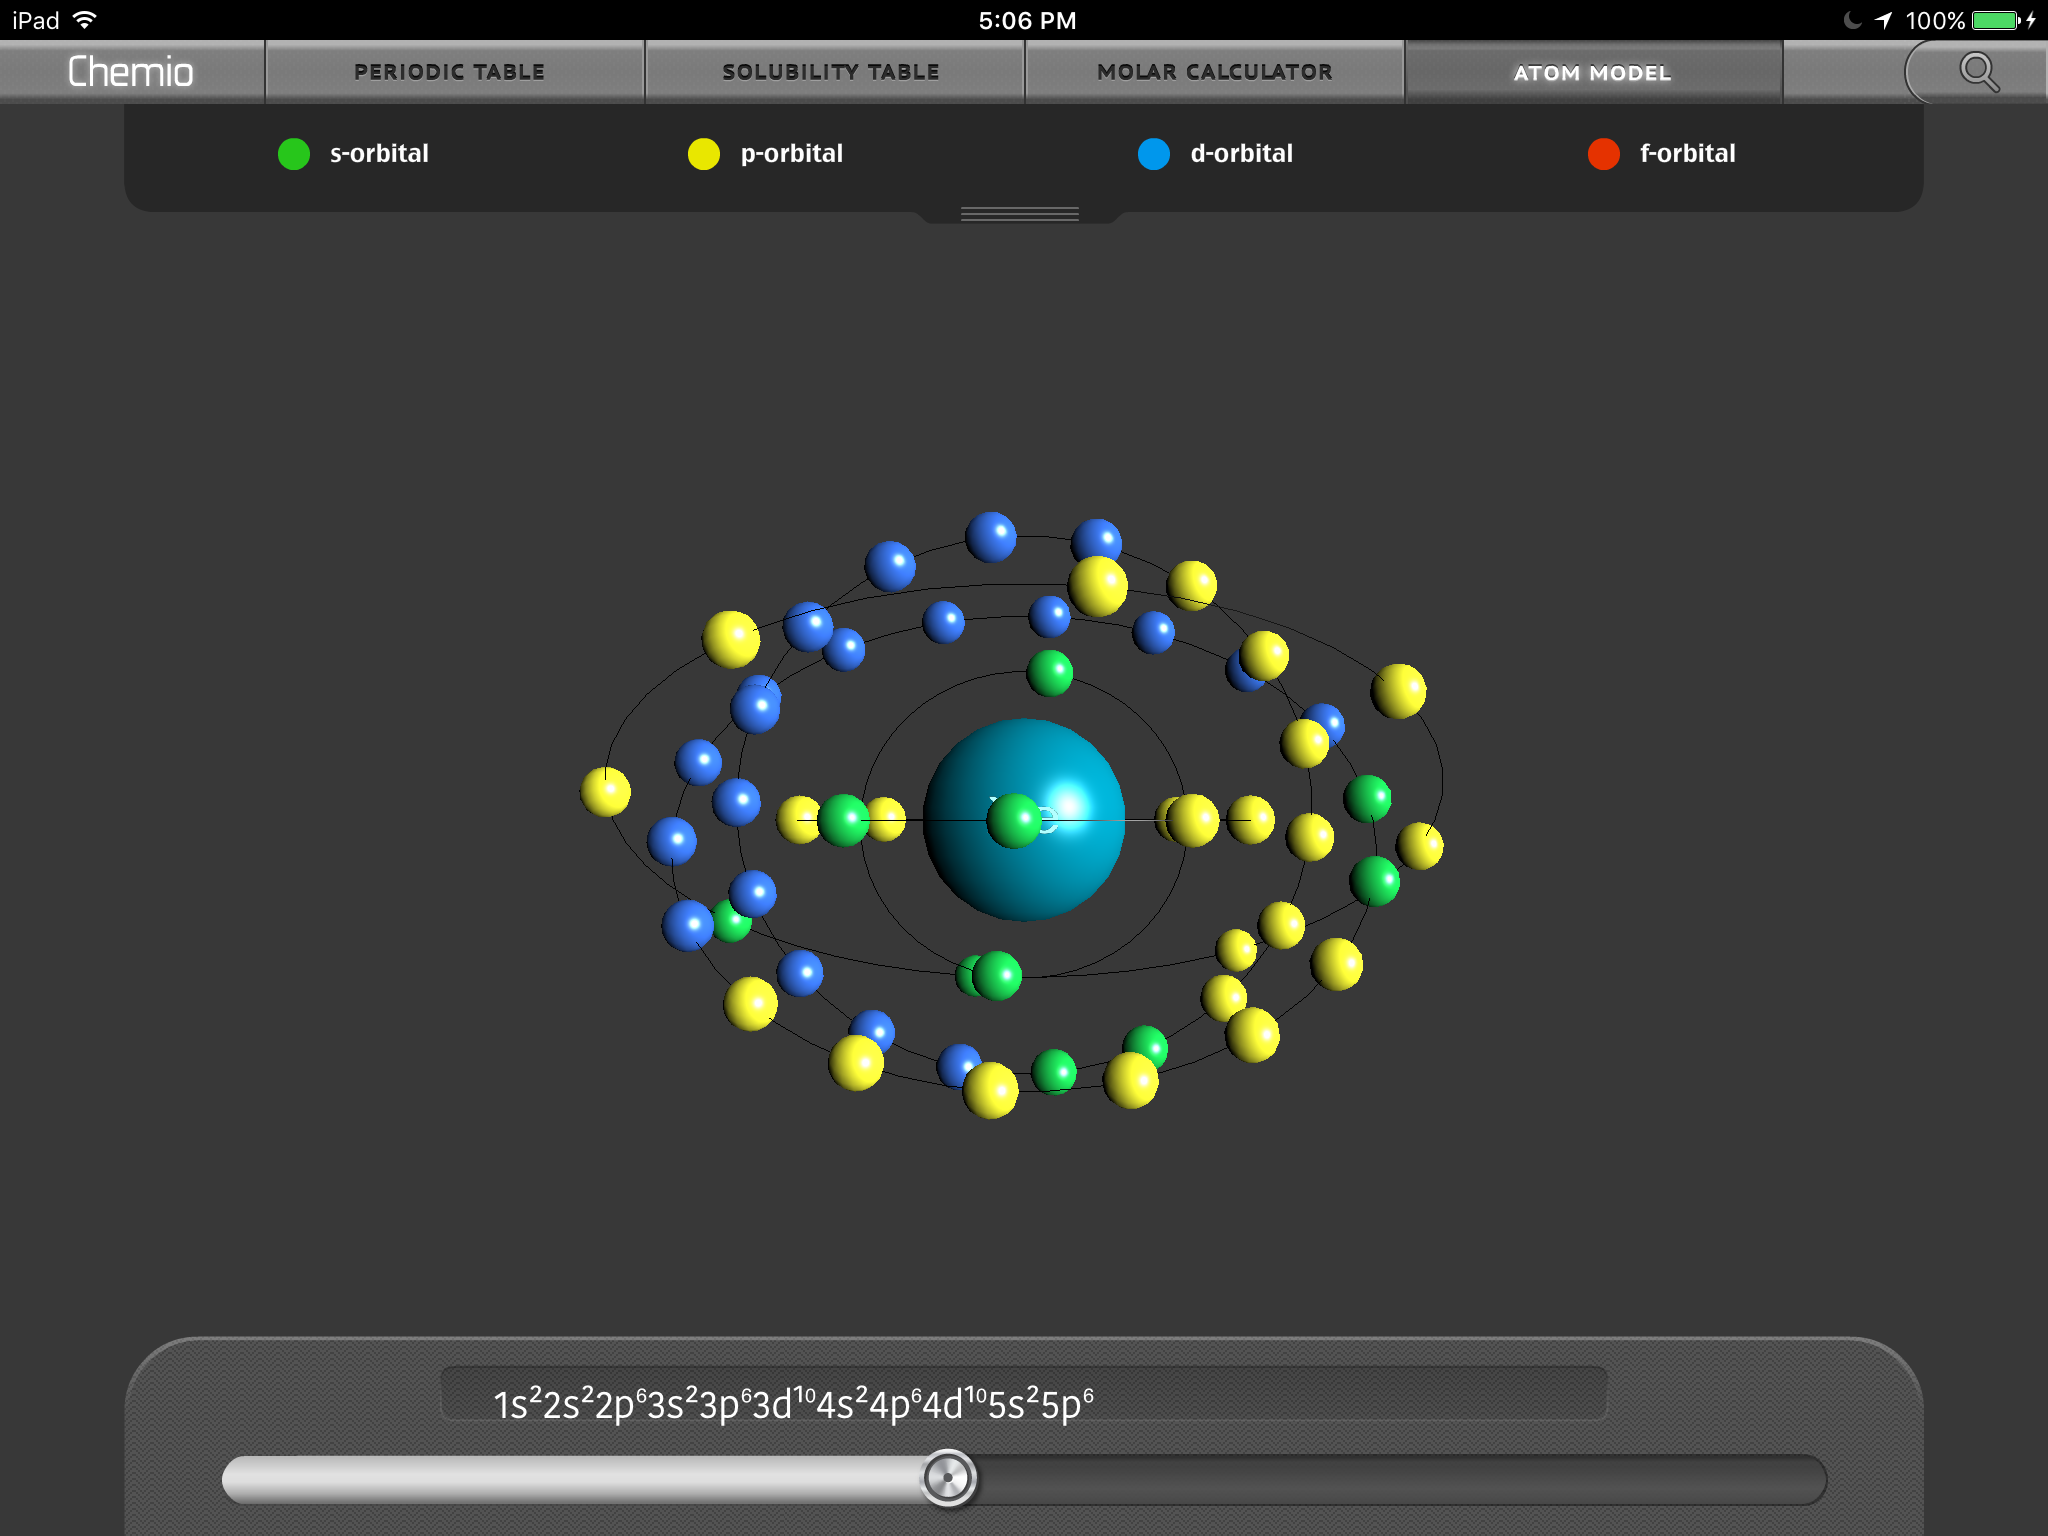 iPad 5:06 PM 100%
Chemio PERIODIC TABLE SOLUBILITY TABLE MOLAR CALCULATOR ATOM MODEL
s-orbital p-orbital d-orbital f-orbital
1s²2s²2p⁶3s²3p⁶3d¹⁰4s²4p⁶4d¹⁰5s²5p⁶